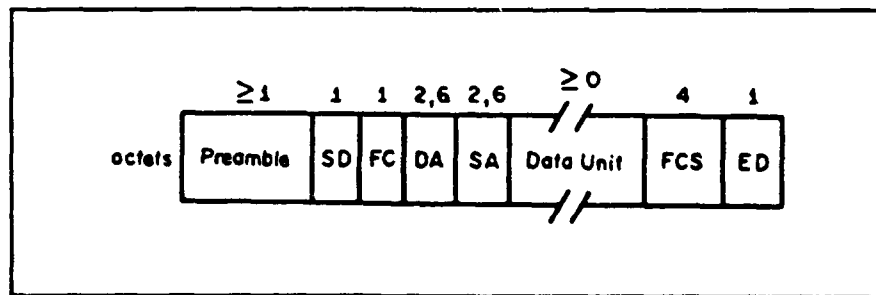 ≥1 1 1 2,6 2,6 ≥0 4 1
octets Preamble SD FC DA SA Data Unit FCS ED